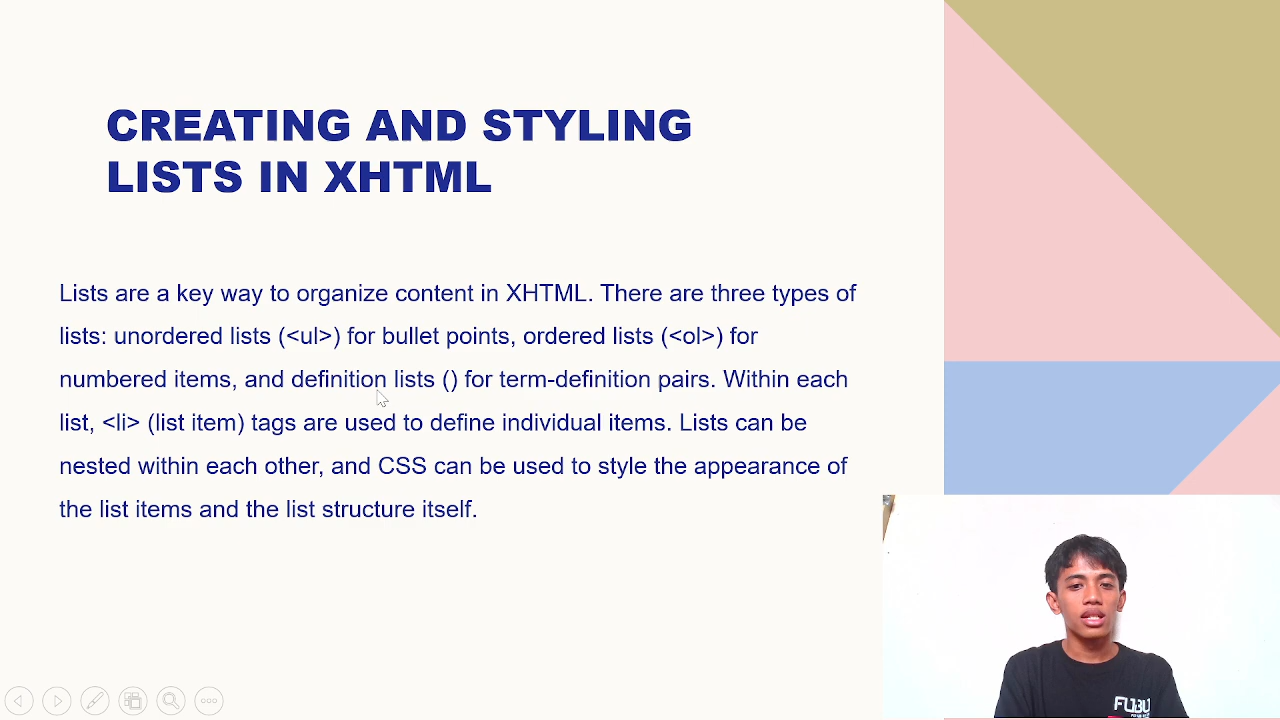 CREATING AND STYLING
LISTS IN XHTML
Lists are a key way to organize content in XHTML. There are three types of
lists: unordered lists (<ul>) for bullet points, ordered lists (<ol>) for
numbered items, and definition lists () for term-definition pairs. Within each
list, <li> (list item) tags are used to define individual items. Lists can be
nested within each other, and CSS can be used to style the appearance of
the list items and the list structure itself.
FUBU